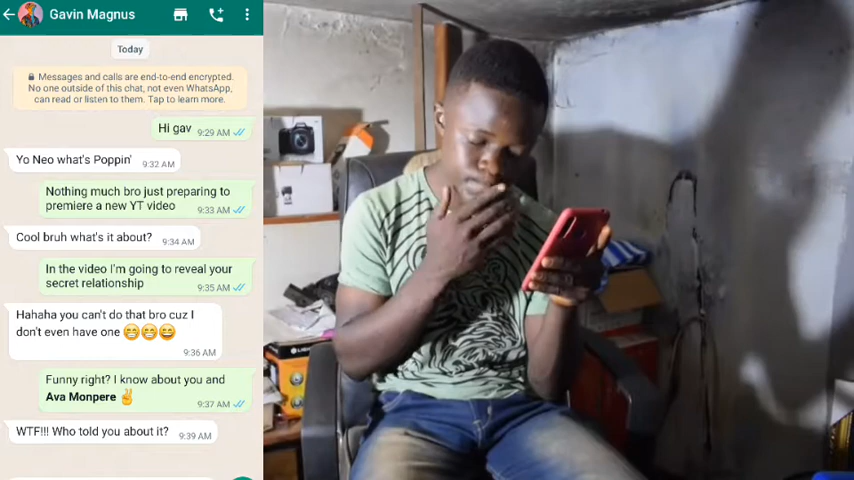 Gavin Magnus
Today
Messages and calls are end-to-end encrypted.
No one outside of this chat, not even WhatsApp,
can read or listen to them. Tap to learn more.
Hi gav 9:29 AM
Yo Neo what's Poppin' 9:32 AM
Nothing much bro just preparing to
premiere a new YT video 9:33 AM
Cool bruh what's it about? 9:34 AM
In the video I'm going to reveal your
secret relationship 9:35 AM
Hahaha you can't do that bro cuz I
don't even have one 😁😁😄
9:36 AM
Funny right? I know about you and
Ava Monpere ✌ 9:37 AM
WTF!!! Who told you about it? 9:39 AM